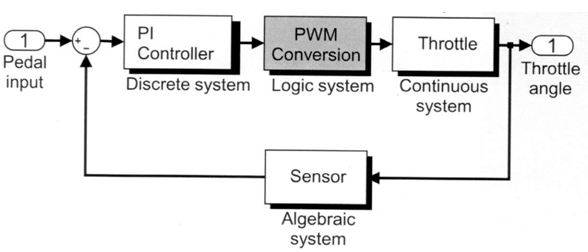 1
Pedal
input
+
−
PI
Controller
Discrete system
PWM
Conversion
Logic system
Throttle
Continuous
system
1
Throttle
angle
Sensor
Algebraic
system